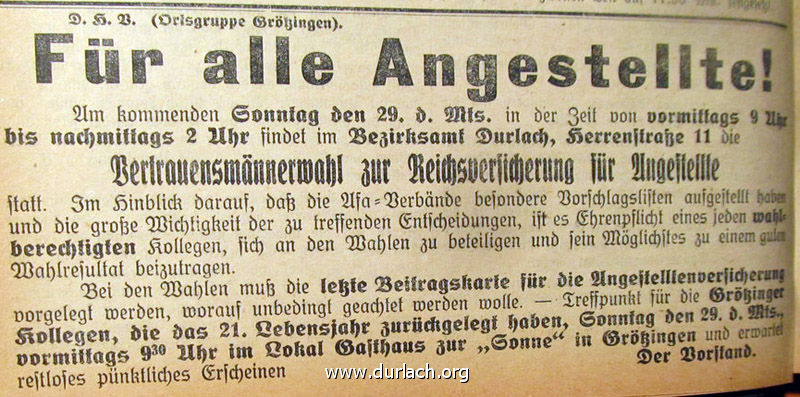 D. H. V. (Ortsgruppe Grötzingen).
Für alle Angestellte!
Am kommenden Sonntag den 29. d. Mts. in der Zeit von vormittags 9 Uhr
bis nachmittags 2 Uhr findet im Bezirksamt Durlach, Herrenstraße 11 die
Vertrauensmännerwahl zur Reichsversicherung für Angestellte
statt. Im Hinblick darauf, daß die Afa-Verbände besondere Vorschlagslisten aufgestellt haben
und die große Wichtigkeit der zu treffenden Entscheidungen, ist es Ehrenpflicht eines jeden wahl-
berechtigten Kollegen, sich an den Wahlen zu beteiligen und sein Möglichstes zu einem guten
Wahlresultat beizutragen.
Bei den Wahlen muß die letzte Beitragskarte für die Angestelltenversicherung
vorgelegt werden, worauf unbedingt geachtet werden wolle. — Treffpunkt für die Grötzinger
Kollegen, die das 21. Lebensjahr zurückgelegt haben, Sonntag den 29. d. Mts.,
vormittags 9³⁰ Uhr im Lokal Gasthaus zur „Sonne" in Grötzingen und erwartet
restloses pünktliches Erscheinen
Der Vorstand.
www.durlach.org